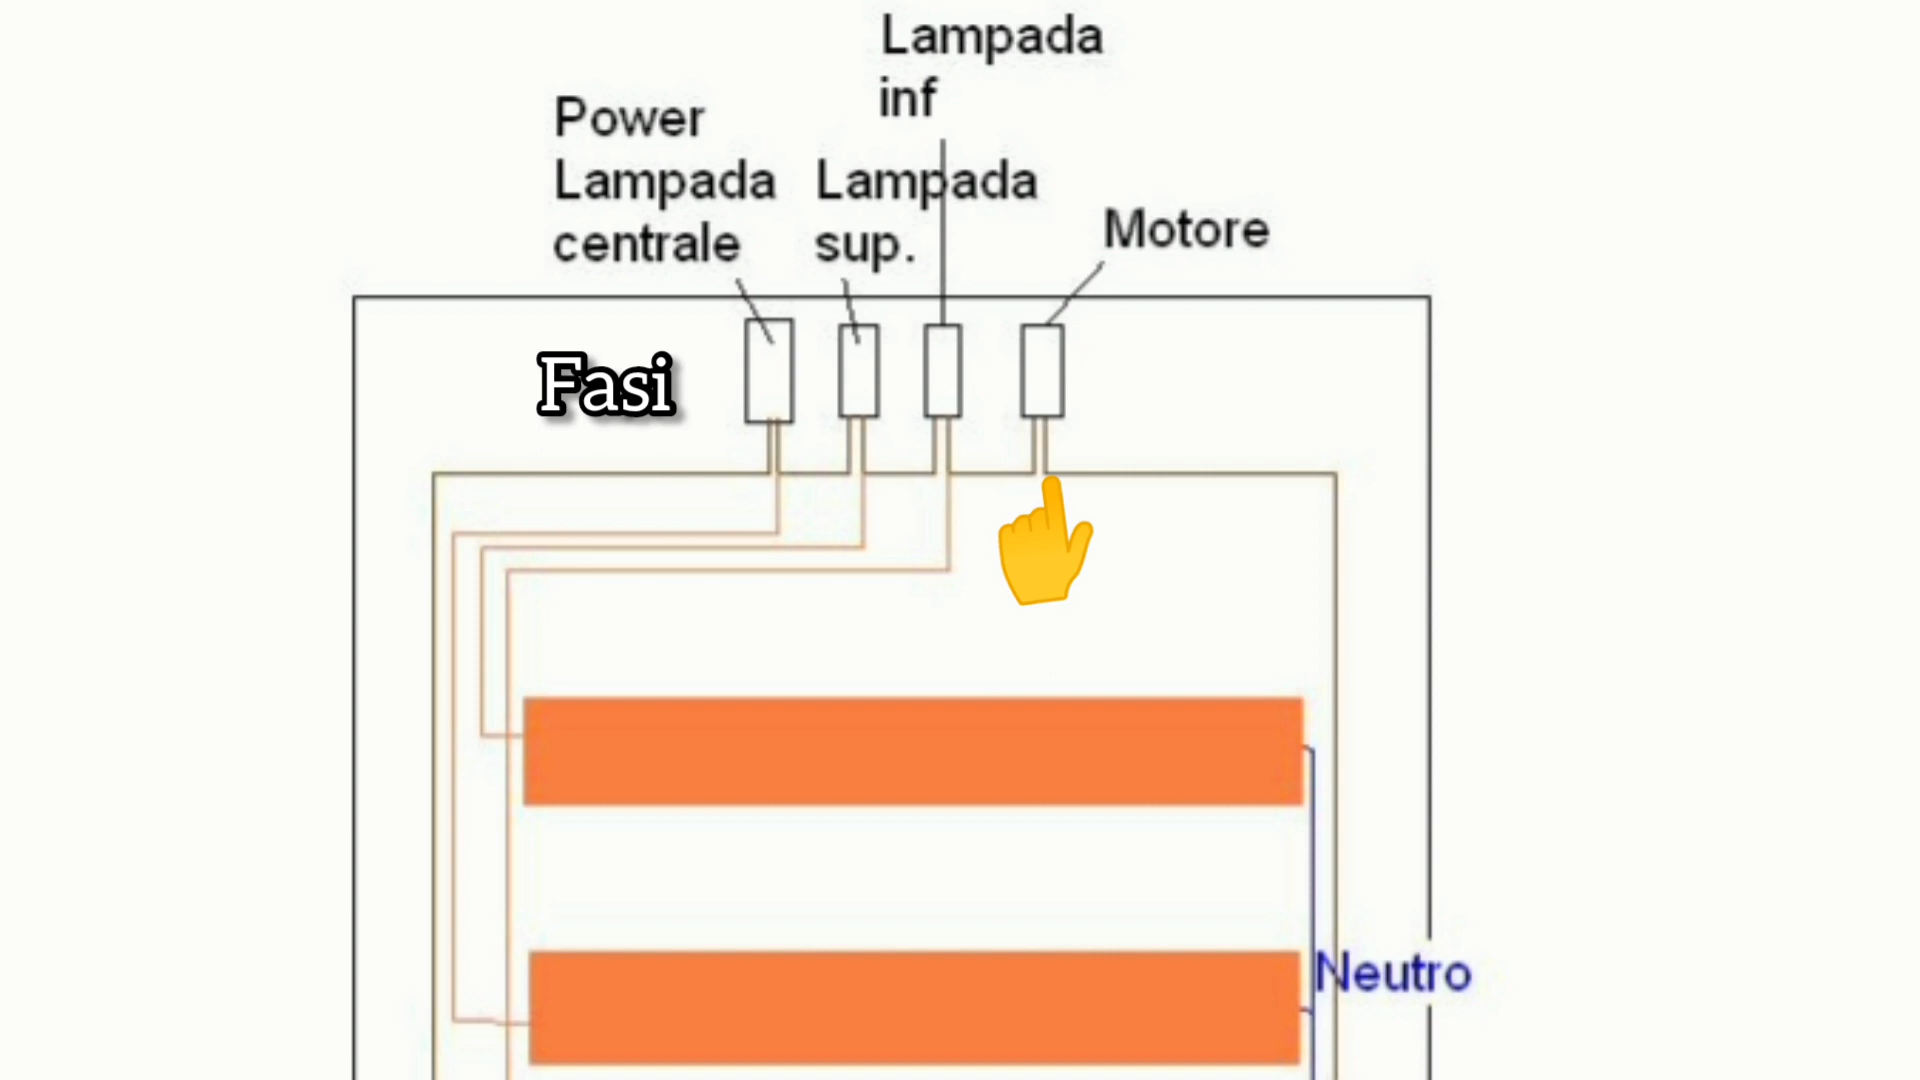 Lampada
inf
Power
Lampada
centrale
Lampada
sup.
Motore
Fasi
Neutro